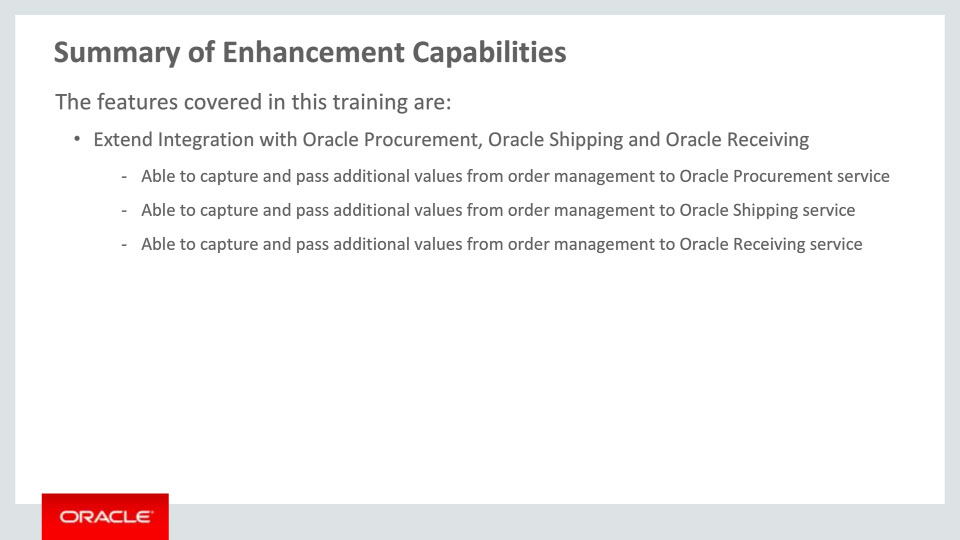 Summary of Enhancement Capabilities
The features covered in this training are:
• Extend Integration with Oracle Procurement, Oracle Shipping and Oracle Receiving
- Able to capture and pass additional values from order management to Oracle Procurement service
- Able to capture and pass additional values from order management to Oracle Shipping service
- Able to capture and pass additional values from order management to Oracle Receiving service
ORACLE